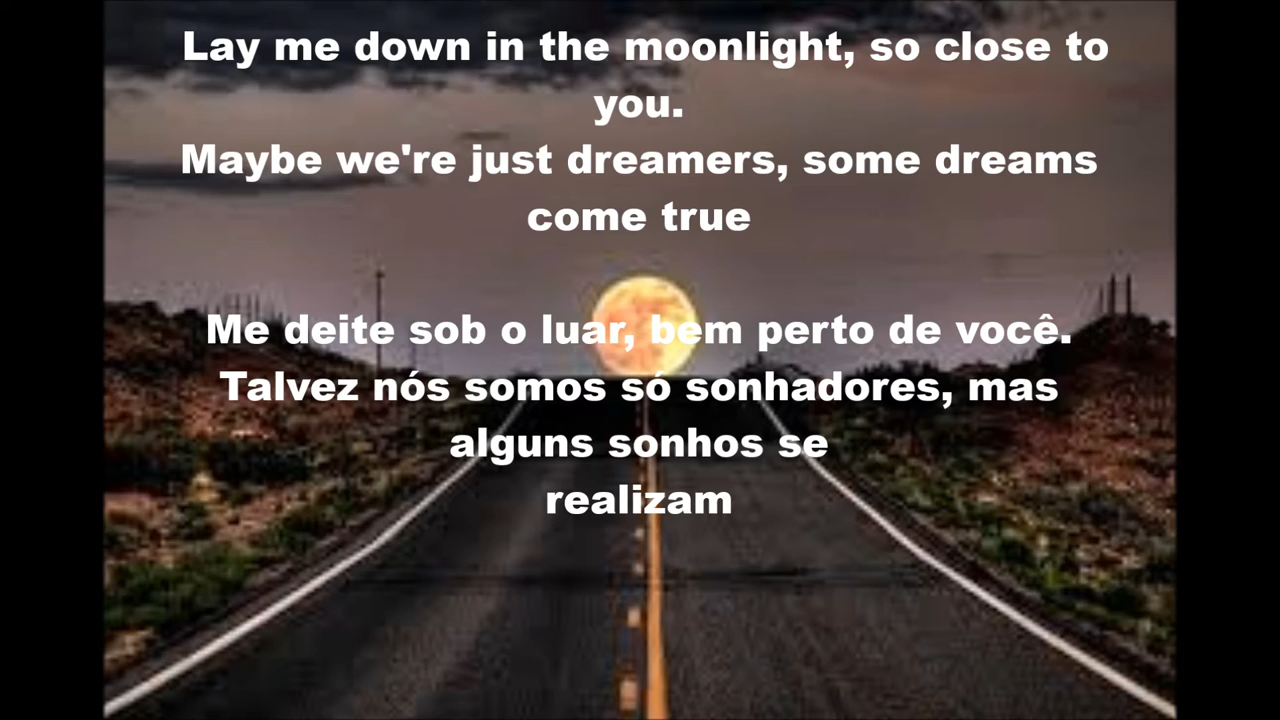 Lay me down in the moonlight, so close to
you.
Maybe we're just dreamers, some dreams
come true
Me deite sob o luar, bem perto de você.
Talvez nós somos só sonhadores, mas
alguns sonhos se
realizam